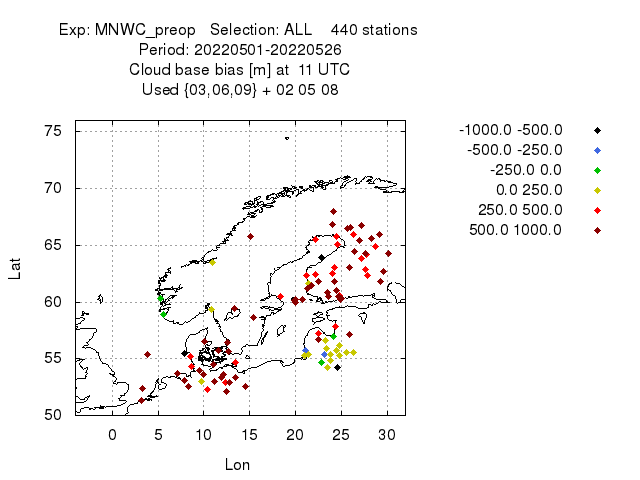 Exp: MNWC_preop Selection: ALL 440 stations
Period: 20220501-20220526
Cloud base bias [m] at 11 UTC
Used {03,06,09} + 02 05 08
-1000.0 -500.0
-500.0 -250.0
-250.0 0.0
0.0 250.0
250.0 500.0
500.0 1000.0
Lat
75
70
65
60
55
50
0 5 10 15 20 25 30
Lon